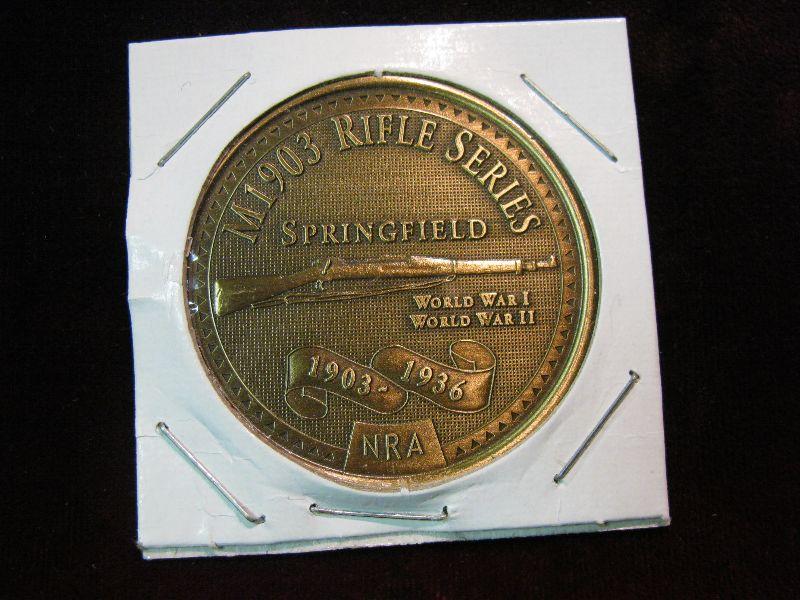 M1903 RIFLE SERIES
SPRINGFIELD
WORLD WAR I
WORLD WAR II
1903-1936
NRA